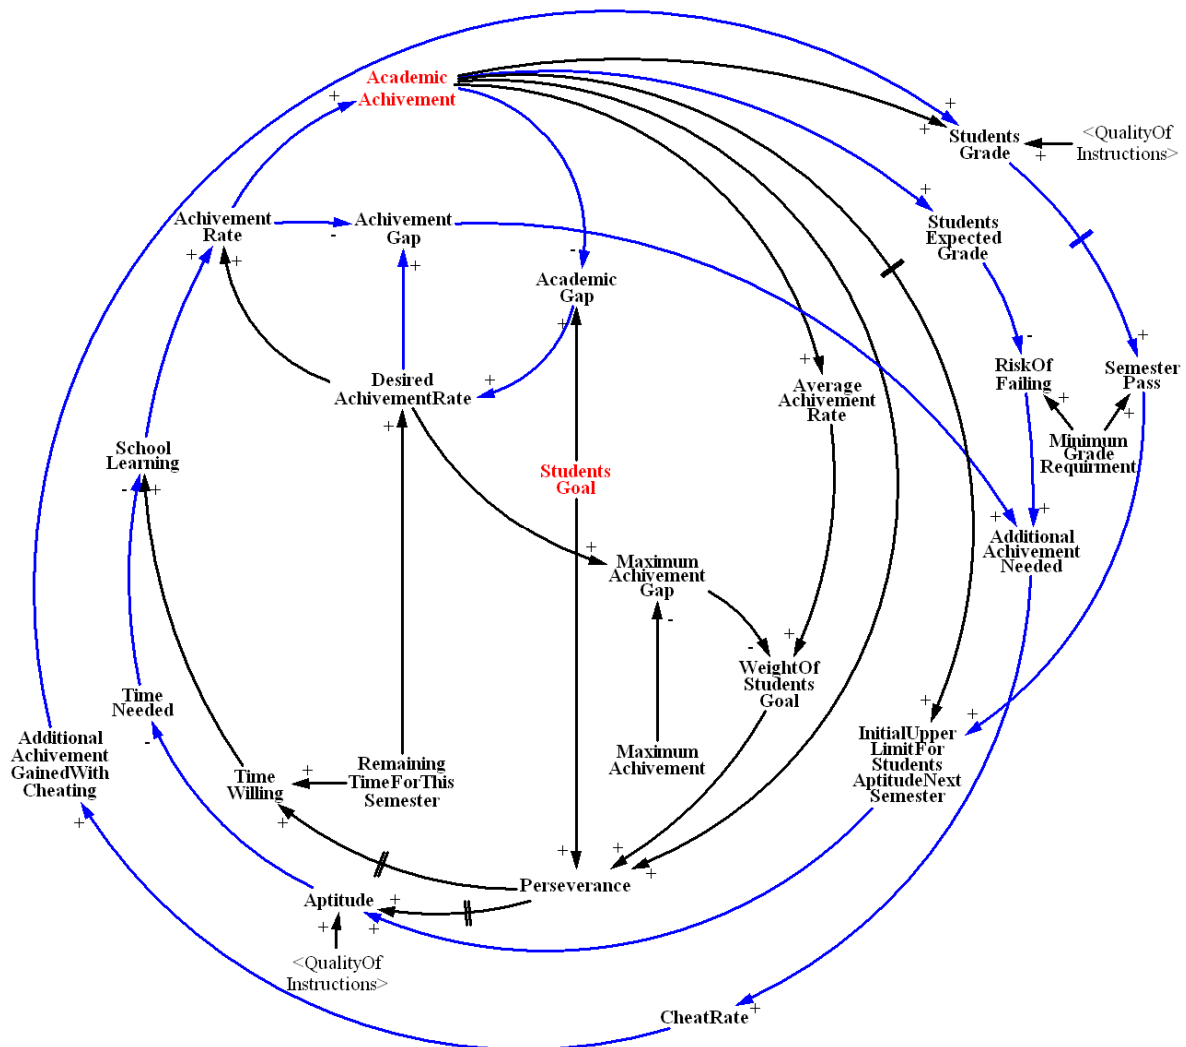 Academic
Achivement
Students
Grade
<QualityOf
Instructions>
Achivement
Rate
Achivement
Gap
Students
Expected
Grade
Academic
Gap
Desired
AchivementRate
Average
Achivement
Rate
RiskOf
Failing
Semester
Pass
Minimum
Grade
Requirment
School
Learning
Students
Goal
Additional
Achivement
Needed
Maximum
Achivement
Gap
WeightOf
Students
Goal
Time
Needed
Additional
Achivement
GainedWith
Cheating
Time
Willing
Remaining
TimeForThis
Semester
Maximum
Achivement
InitialUpper
LimitFor
Students
AptitudeNext
Semester
Perseverance
Aptitude
<QualityOf
Instructions>
CheatRate